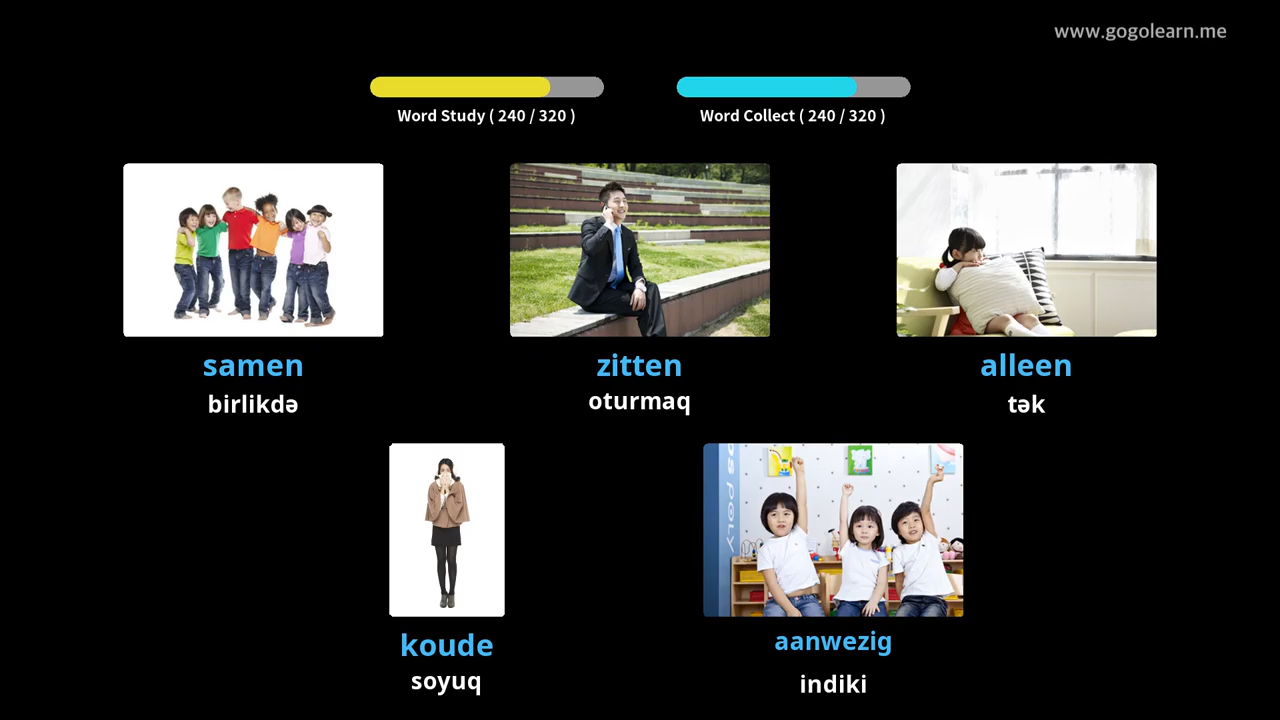 www.gogolearn.me
Word Study ( 240 / 320 )
Word Collect ( 240 / 320 )
samen
birlikdə
zitten
oturmaq
alleen
tək
koude
soyuq
aanwezig
indiki